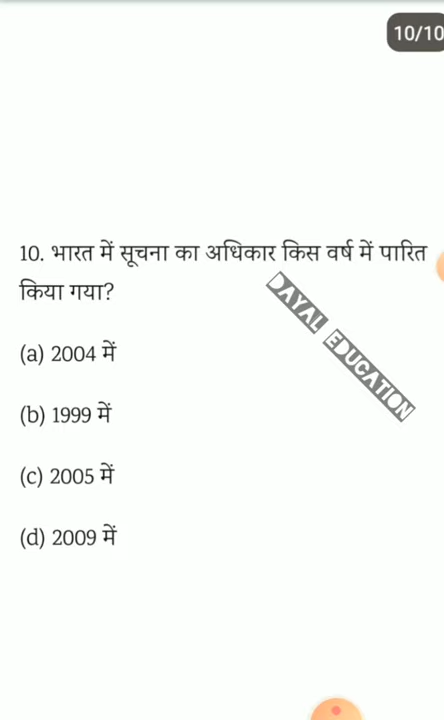 10/10
10. भारत में सूचना का अधिकार किस वर्ष में पारित
किया गया?
DAYAL EDUCATION
(a) 2004 में
(b) 1999 में
(c) 2005 में
(d) 2009 में